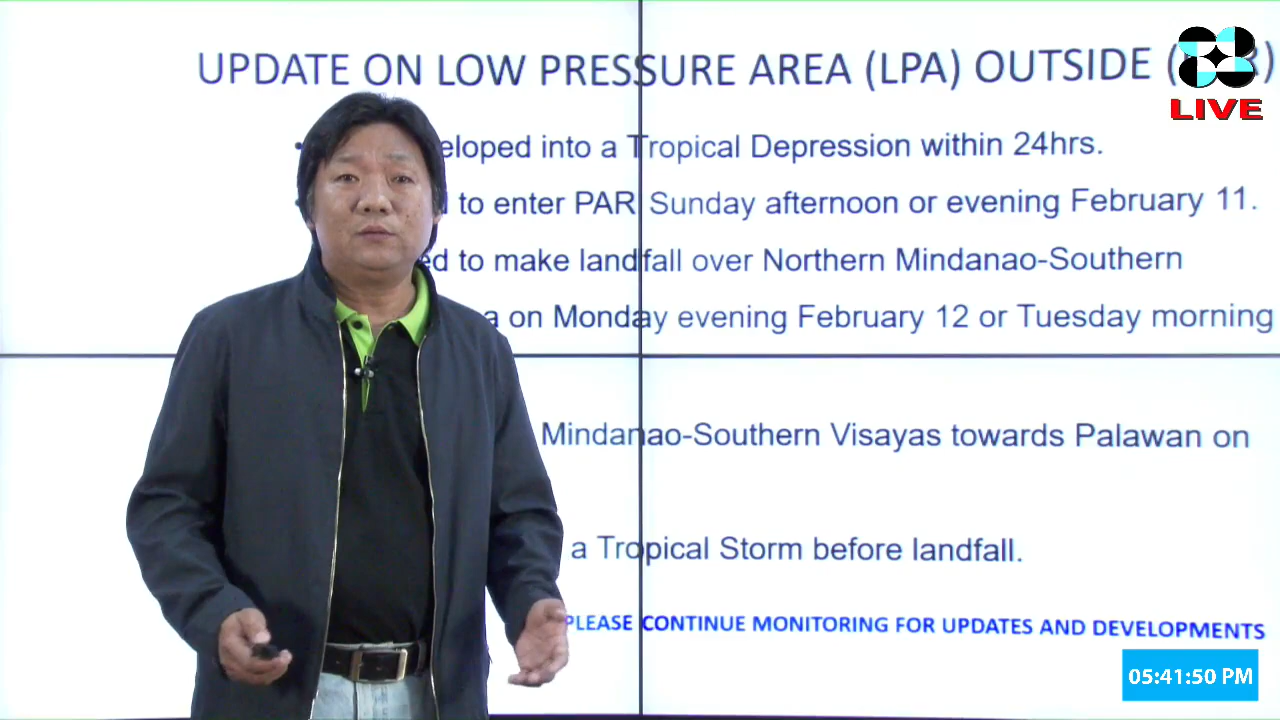 UPDATE ON LOW PRESSURE AREA (LPA) OUTSIDE
LIVE
into a Tropical Depression within 24hrs.
to enter PAR Sunday afternoon or evening February 11.
to make landfall over Northern Mindanao-Southern
on Monday evening February 12 or Tuesday morning
Mindanao-Southern Visayas towards Palawan on
a Tropical Storm before landfall.
PLEASE CONTINUE MONITORING FOR UPDATES AND DEVELOPMENTS
05:41:50 PM